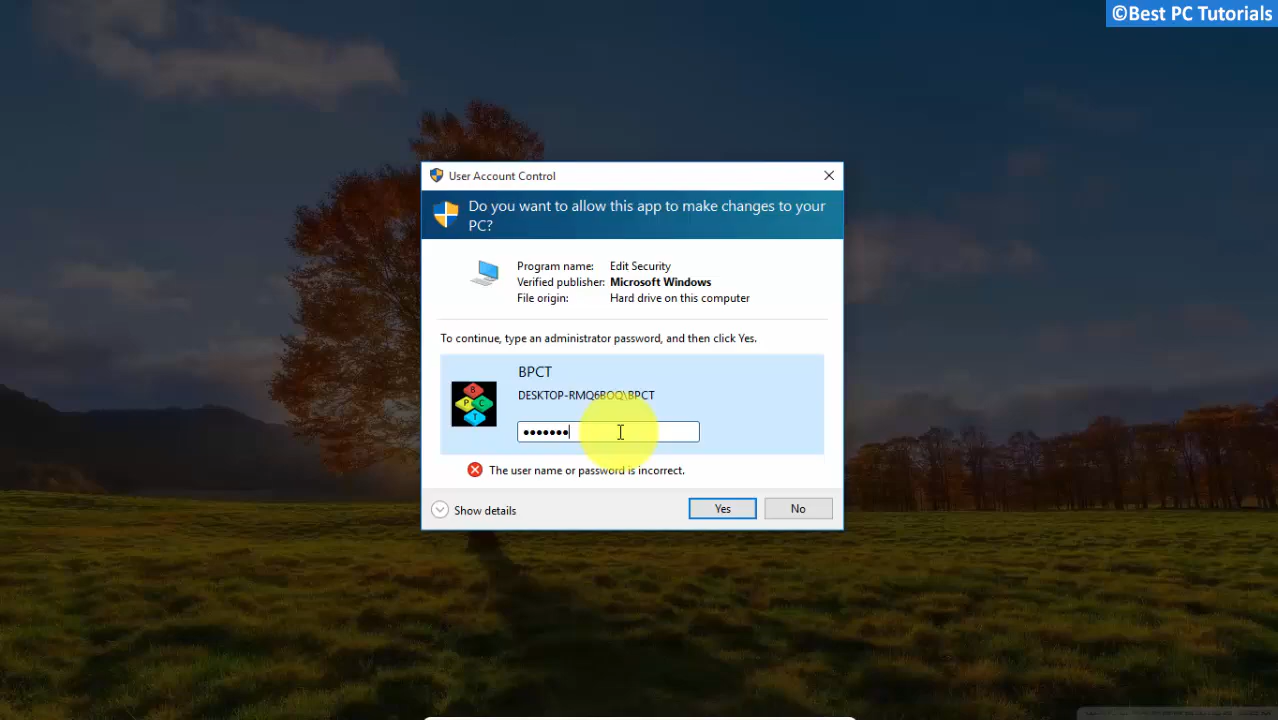 ©Best PC Tutorials
User Account Control
Do you want to allow this app to make changes to your
PC?
Program name: Edit Security
Verified publisher: Microsoft Windows
File origin: Hard drive on this computer
To continue, type an administrator password, and then click Yes.
BPCT
DESKTOP-RMQ6BOQ\BPCT
B
P C
T
•••••••
The user name or password is incorrect.
Show details
Yes No